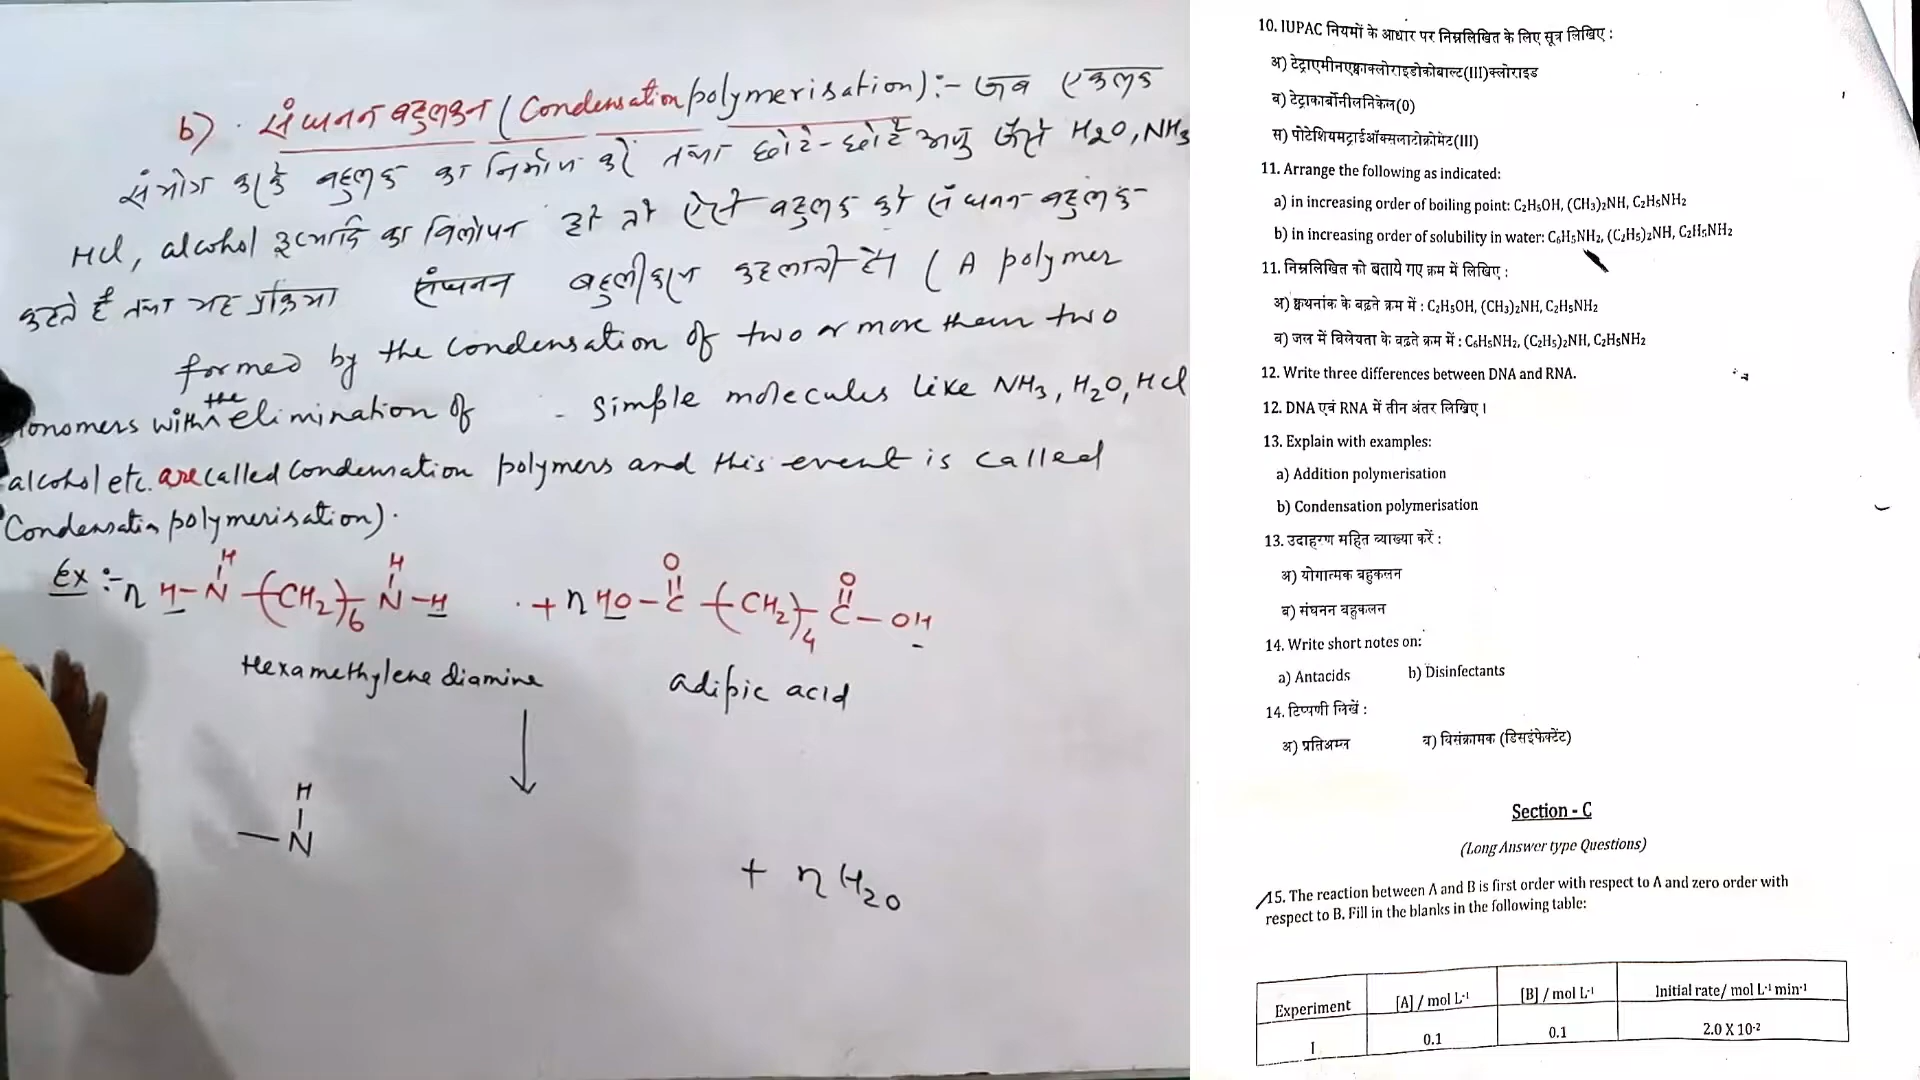 b) संघनन बहुलकन (Condensation polymerisation):- जब एकलक
संयोग करके बहुलक का निर्माण करें तथा छोटे-छोटे अणु जैसे H2O, NH3
HCl, alcohol इत्यादि का विलोपन हो तो ऐसे बहुलक को संघनन बहुलक
कहते हैं तथा यह प्रक्रिया संघनन बहुलीकरण कहलाती है। (A polymer
formed by the condensation of two or more them two
onomers with the elimination of - simple molecules like NH3, H2O, HCl
alcohol etc. are called condensation polymers and this event is called
Condensatin polymerisation).
Ex :- n H-N(H)-(CH2)6-N(H)-H + n HO-C(=O)-(CH2)4-C(=O)-OH
Hexamethylene diamine adipic acid
H
-N
+ n H2O
10. IUPAC नियमों के आधार पर निम्नलिखित के लिए सूत्र लिखिए :
अ) टेट्राएमीनएक्वाक्लोराइडोकोबाल्ट(III)क्लोराइड
ब) टेट्राकार्बोनीलनिकेल(0)
स) पोटेशियमट्राईऑक्सलाटोक्रोमेट(III)
11. Arrange the following as indicated:
a) in increasing order of boiling point: C2H5OH, (CH3)2NH, C2H5NH2
b) in increasing order of solubility in water: C6H5NH2, (C2H5)2NH, C2H5NH2
11. निम्नलिखित को बताये गए क्रम में लिखिए :
अ) क्वथनांक के बढ़ते क्रम में : C2H5OH, (CH3)2NH, C2H5NH2
ब) जल में विलेयता के बढ़ते क्रम में : C6H5NH2, (C2H5)2NH, C2H5NH2
12. Write three differences between DNA and RNA.
12. DNA एवं RNA में तीन अंतर लिखिए।
13. Explain with examples:
a) Addition polymerisation
b) Condensation polymerisation
13. उदाहरण सहित व्याख्या करें :
अ) योगात्मक बहुकलन
ब) संघनन बहुकलन
14. Write short notes on:
a) Antacids b) Disinfectants
14. टिप्पणी लिखें :
अ) प्रतिअम्ल ब) विसंक्रामक (डिसइंफेक्टेंट)
Section - C
(Long Answer type Questions)
15. The reaction between A and B is first order with respect to A and zero order with
respect to B. Fill in the blanks in the following table:
Experiment [A] / mol L-1 [B] / mol L-1 Initial rate/ mol L-1 min-1
I 0.1 0.1 2.0 X 10-2